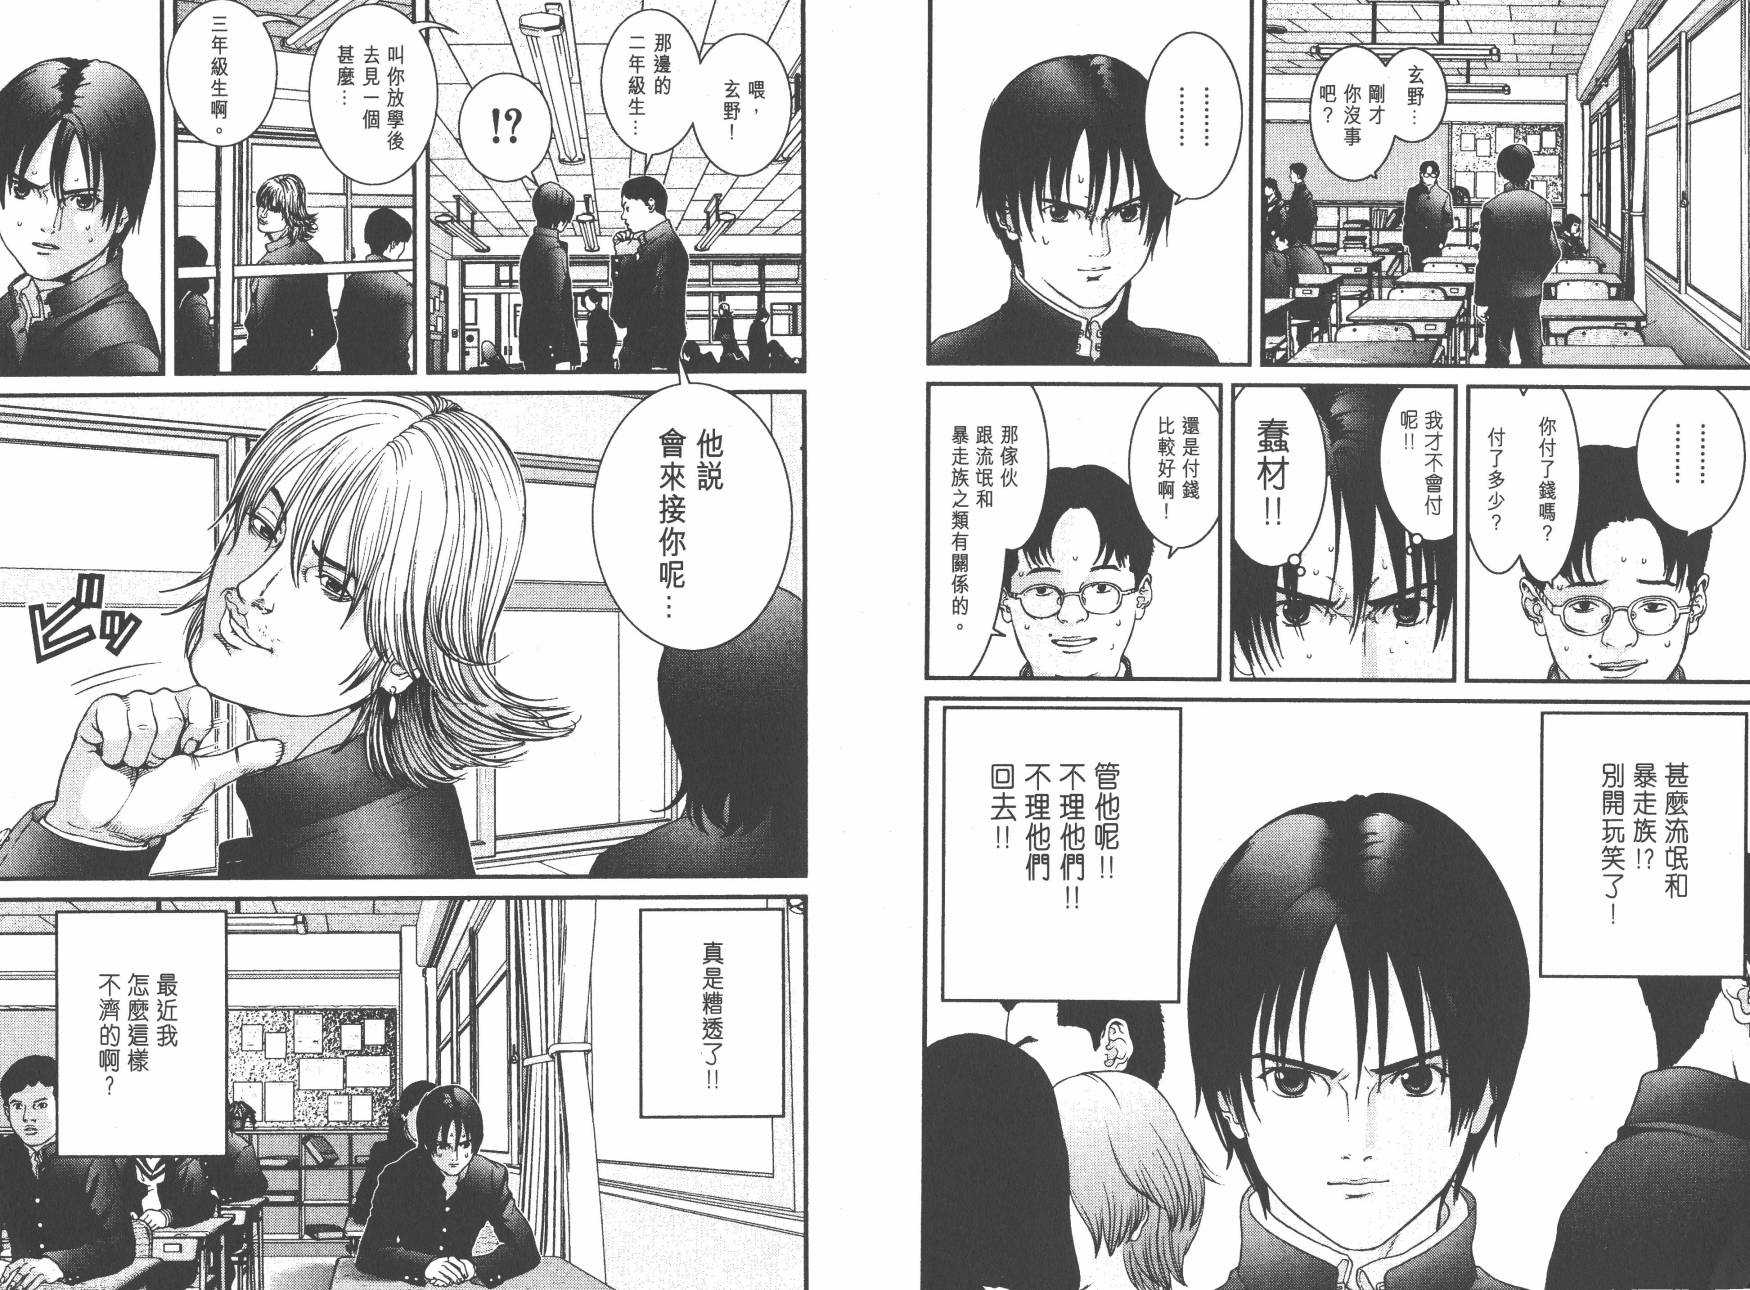 玄野…
剛才
你沒事
吧？
…………
…………
…………
…………
你付了錢嗎？
付了多少？
我才不會付
呢!!
蠢材!!
還是付錢
比較好啊！
那傢伙
跟流氓和
暴走族之類有關係的。
甚麼流氓和
暴走族!?
別開玩笑了！
管他呢!!
不理他們!!
不理他們
回去!!
喂，
玄野！
那邊的
二年級生…
!?
叫你放學後
去見一個
甚麼…
三年級生啊。
他説
會來接你呢…
ビッ
真是糟透了!!
最近我
怎麼這樣
不濟的啊？